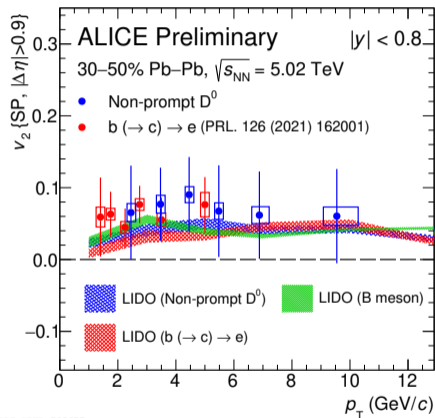 ALICE Preliminary
|y| < 0.8
30–50% Pb–Pb, √sNN = 5.02 TeV
Non-prompt D⁰
b (→ c) → e (PRL. 126 (2021) 162001)
v₂ {SP, |Δη|>0.9}
0.3
0.2
0.1
0.0
−0.1
LIDO (Non-prompt D⁰)
LIDO (B meson)
LIDO (b (→ c) → e)
0 2 4 6 8 10 12
pT (GeV/c)